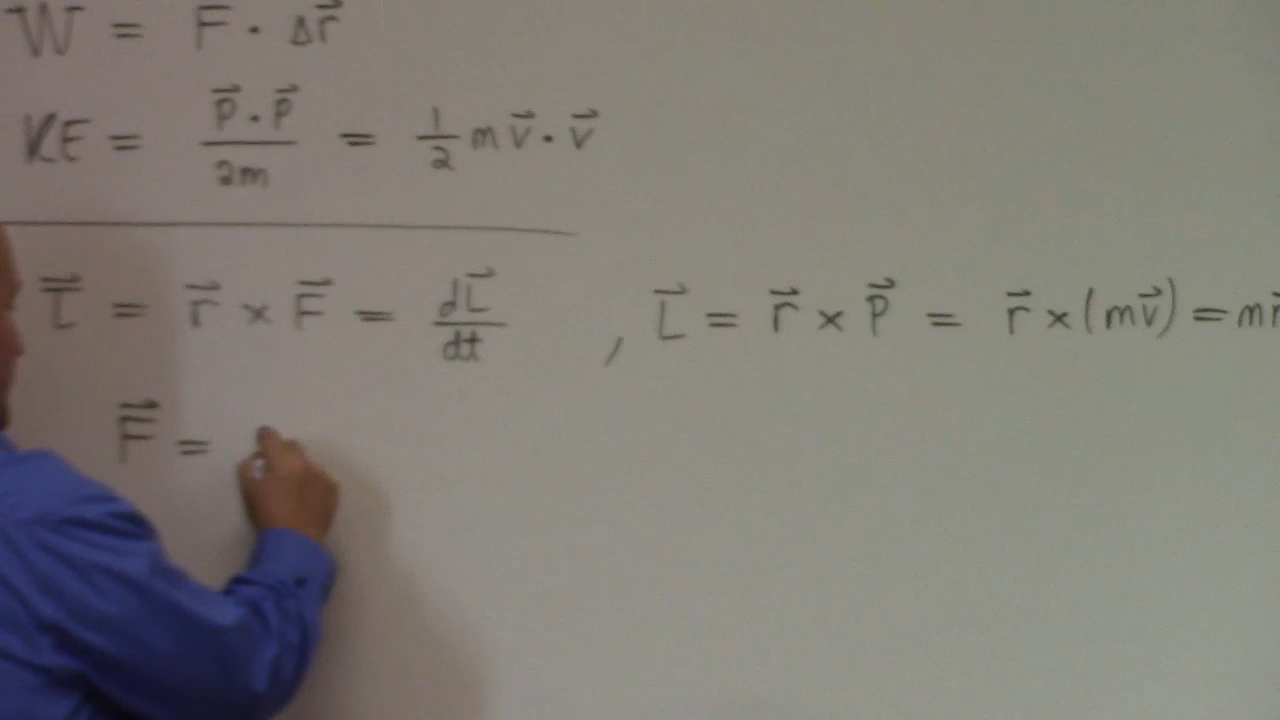 W = F · Δr⃗
KE = p⃗ · p⃗ / 2m = 1/2 m v⃗ · v⃗
τ⃗ = r⃗ × F⃗ = dL⃗/dt , L⃗ = r⃗ × p⃗ = r⃗ × (mv⃗) = m
F⃗ =